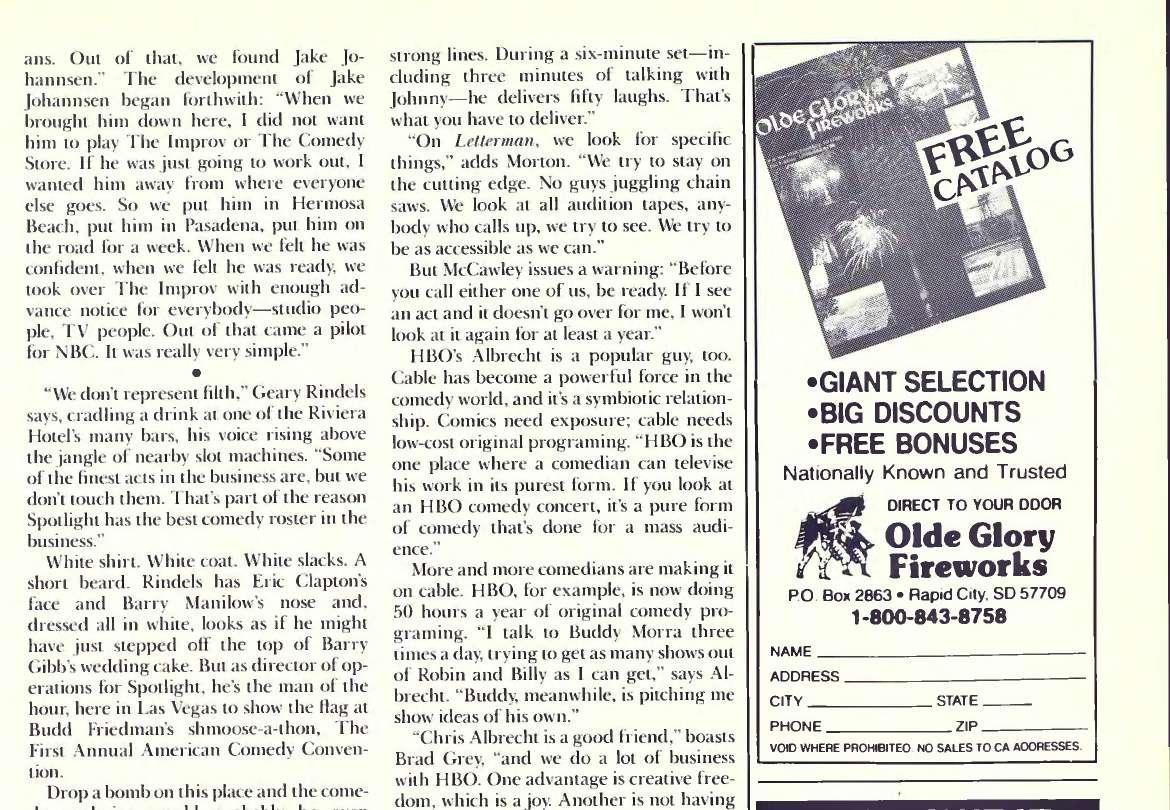 ans. Out of that, we found Jake Jo-
hannsen." The development of Jake
Johannsen began forthwith: "When we
brought him down here, I did not want
him to play The Improv or The Comedy
Store. If he was just going to work out, I
wanted him away from where everyone
else goes. So we put him in Hermosa
Beach, put him in Pasadena, put him on
the road for a week. When we felt he was
confident, when we felt he was ready, we
took over The Improv with enough ad-
vance notice for everybody—studio peo-
ple, TV people. Out of that came a pilot
for NBC. It was really very simple."
•
"We don't represent filth," Geary Rindels
says, cradling a drink at one of the Riviera
Hotel's many bars, his voice rising above
the jangle of nearby slot machines. "Some
of the finest acts in the business are, but we
don't touch them. That's part of the reason
Spotlight has the best comedy roster in the
business."
White shirt. White coat. White slacks. A
short beard. Rindels has Eric Clapton's
face and Barry Manilow's nose and,
dressed all in white, looks as if he might
have just stepped off the top of Barry
Gibb's wedding cake. But as director of op-
erations for Spotlight, he's the man of the
hour, here in Las Vegas to show the flag at
Budd Friedman's shmoose-a-thon, The
First Annual American Comedy Conven-
tion.
Drop a bomb on this place and the come-
strong lines. During a six-minute set—in-
cluding three minutes of talking with
Johnny—he delivers fifty laughs. That's
what you have to deliver."
"On Letterman, we look for specific
things," adds Morton. "We try to stay on
the cutting edge. No guys juggling chain
saws. We look at all audition tapes, any-
body who calls up, we try to see. We try to
be as accessible as we can."
But McCawley issues a warning: "Before
you call either one of us, be ready. If I see
an act and it doesn't go over for me, I won't
look at it again for at least a year."
HBO's Albrecht is a popular guy, too.
Cable has become a powerful force in the
comedy world, and it's a symbiotic relation-
ship. Comics need exposure; cable needs
low-cost original programing. "HBO is the
one place where a comedian can televise
his work in its purest form. If you look at
an HBO comedy concert, it's a pure form
of comedy that's done for a mass audi-
ence."
More and more comedians are making it
on cable. HBO, for example, is now doing
50 hours a year of original comedy pro-
graming. "I talk to Buddy Morra three
times a day, trying to get as many shows out
of Robin and Billy as I can get," says Al-
brecht. "Buddy, meanwhile, is pitching me
show ideas of his own."
"Chris Albrecht is a good friend," boasts
Brad Grey, "and we do a lot of business
with HBO. One advantage is creative free-
dom, which is a joy. Another is not having
Olde Glory
FIREWORKS
FREE
CATALOG
•GIANT SELECTION
•BIG DISCOUNTS
•FREE BONUSES
Nationally Known and Trusted
DIRECT TO YOUR DDOR
Olde Glory
Fireworks
P.O. Box 2863 • Rapid City, SD 57709
1-800-843-8758
NAME
ADDRESS
CITY STATE
PHONE ZIP
VOID WHERE PROHIBITED. NO SALES TO CA ADDRESSES.